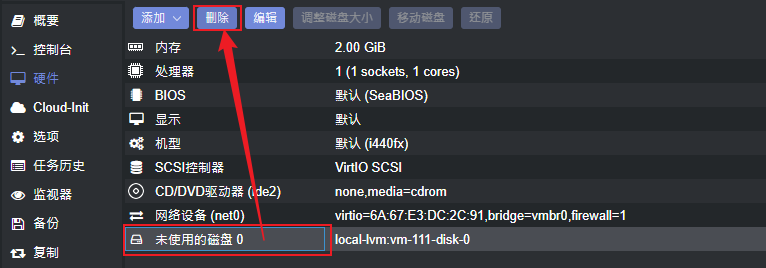 添加 删除 编辑 调整磁盘大小 移动磁盘 还原
概要
控制台
硬件
Cloud-Init
选项
任务历史
监视器
备份
复制
内存 2.00 GiB
处理器 1 (1 sockets, 1 cores)
BIOS 默认 (SeaBIOS)
显示 默认
机型 默认 (i440fx)
SCSI控制器 VirtIO SCSI
CD/DVD驱动器 (ide2) none,media=cdrom
网络设备 (net0) virtio=6A:67:E3:DC:2C:91,bridge=vmbr0,firewall=1
未使用的磁盘 0 local-lvm:vm-111-disk-0